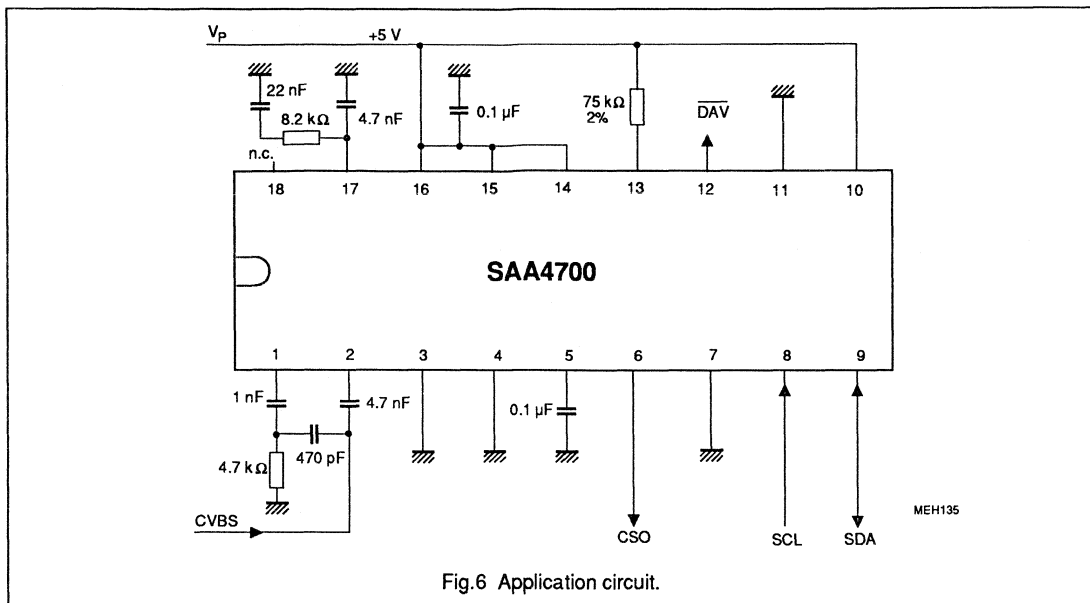 VP +5 V
22 nF
8.2 kΩ
4.7 nF
0.1 µF
75 kΩ
2%
DAV
n.c.
18 17 16 15 14 13 12 11 10
SAA4700
1 2 3 4 5 6 7 8 9
1 nF
4.7 nF
0.1 µF
470 pF
4.7 kΩ
CVBS
CSO
SCL
SDA
MEH135
Fig.6 Application circuit.